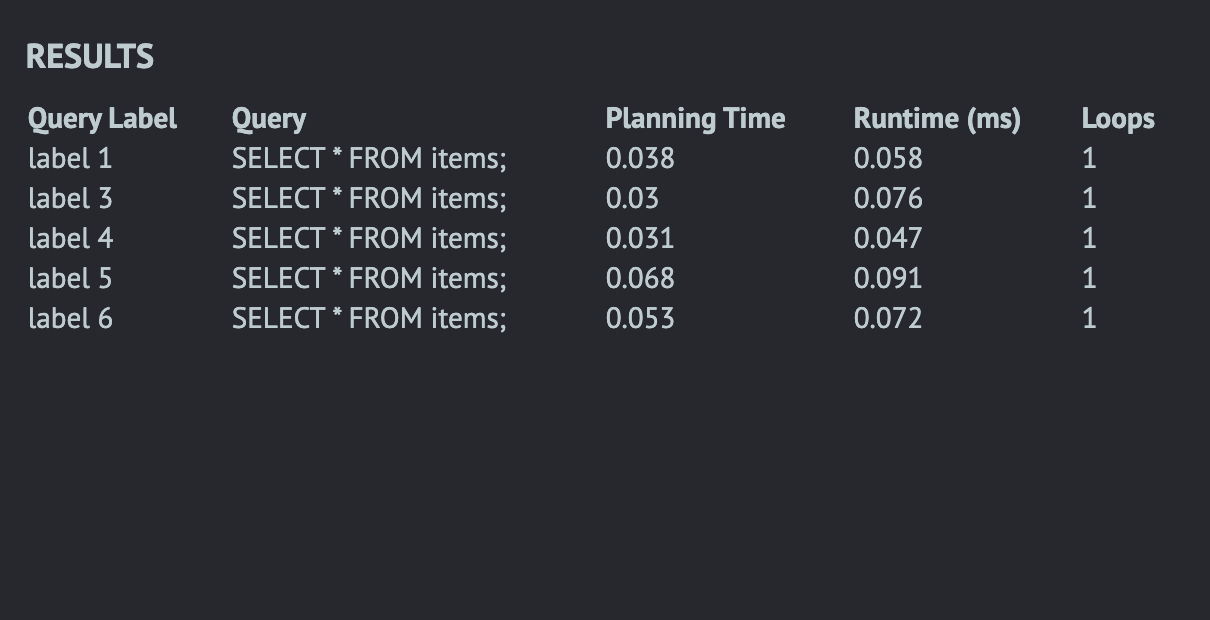 RESULTS
Query Label Query Planning Time Runtime (ms) Loops
label 1 SELECT * FROM items; 0.038 0.058 1
label 3 SELECT * FROM items; 0.03 0.076 1
label 4 SELECT * FROM items; 0.031 0.047 1
label 5 SELECT * FROM items; 0.068 0.091 1
label 6 SELECT * FROM items; 0.053 0.072 1